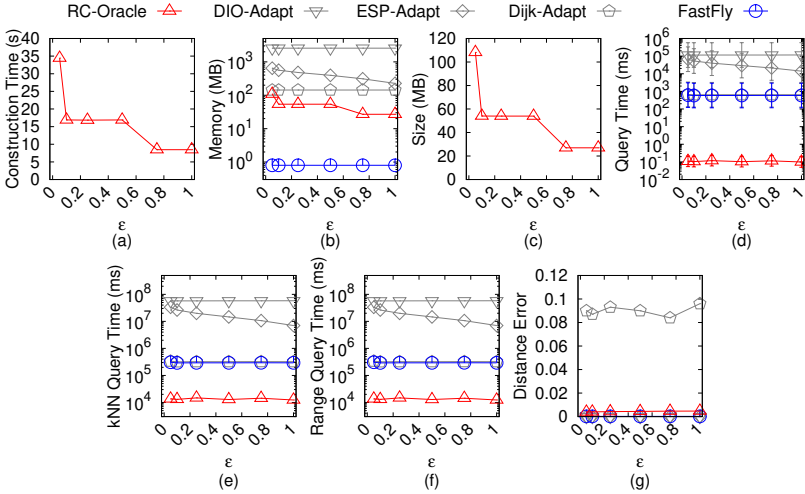 RC-Oracle DIO-Adapt ESP-Adapt Dijk-Adapt FastFly
Construction Time (s)
40
35
30
25
20
15
10
5
0
0 0.2 0.4 0.6 0.8 1
ε
(a)
Memory (MB)
10^3
10^2
10^1
10^0
0 0.2 0.4 0.6 0.8 1
ε
(b)
Size (MB)
120
100
80
60
40
20
0
0 0.2 0.4 0.6 0.8 1
ε
(c)
Query Time (ms)
10^6
10^5
10^4
10^3
10^2
10^1
10^0
10^-1
10^-2
0 0.2 0.4 0.6 0.8 1
ε
(d)
kNN Query Time (ms)
10^8
10^7
10^6
10^5
10^4
0 0.2 0.4 0.6 0.8 1
ε
(e)
Range Query Time (ms)
10^8
10^7
10^6
10^5
10^4
0 0.2 0.4 0.6 0.8 1
ε
(f)
Distance Error
0.12
0.1
0.08
0.06
0.04
0.02
0
0 0.2 0.4 0.6 0.8 1
ε
(g)